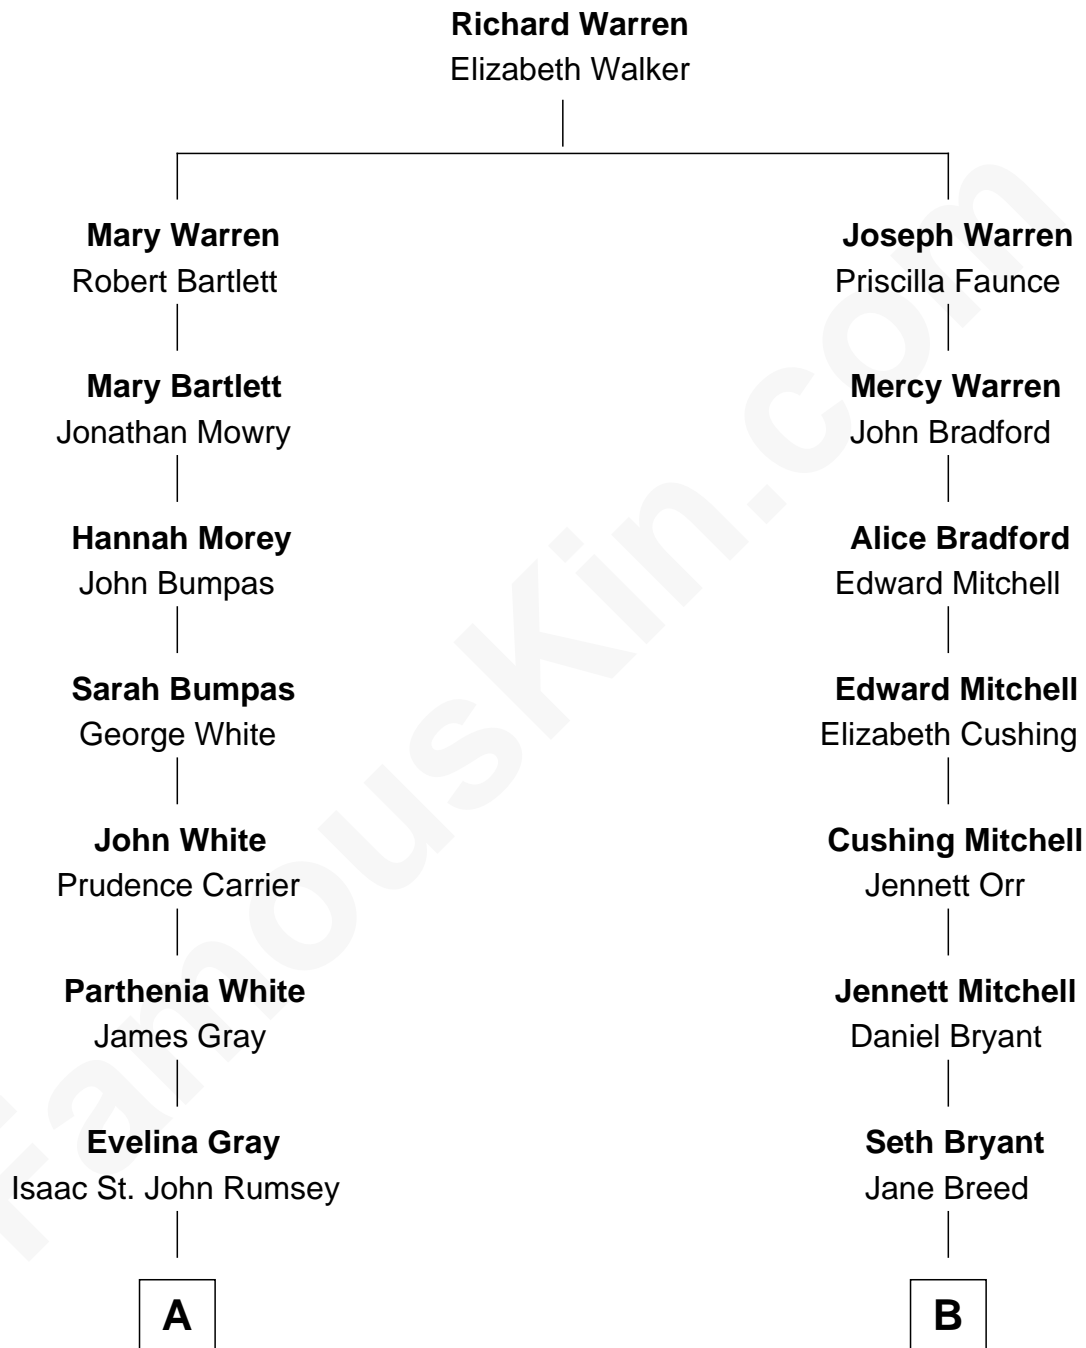 Richard Warren
Elizabeth Walker
Mary Warren
Robert Bartlett
Mary Bartlett
Jonathan Mowry
Hannah Morey
John Bumpas
Sarah Bumpas
George White
John White
Prudence Carrier
Parthenia White
James Gray
Evelina Gray
Isaac St. John Rumsey
A
Joseph Warren
Priscilla Faunce
Mercy Warren
John Bradford
Alice Bradford
Edward Mitchell
Edward Mitchell
Elizabeth Cushing
Cushing Mitchell
Jennett Orr
Jennett Mitchell
Daniel Bryant
Seth Bryant
Jane Breed
B
FamousKin.com